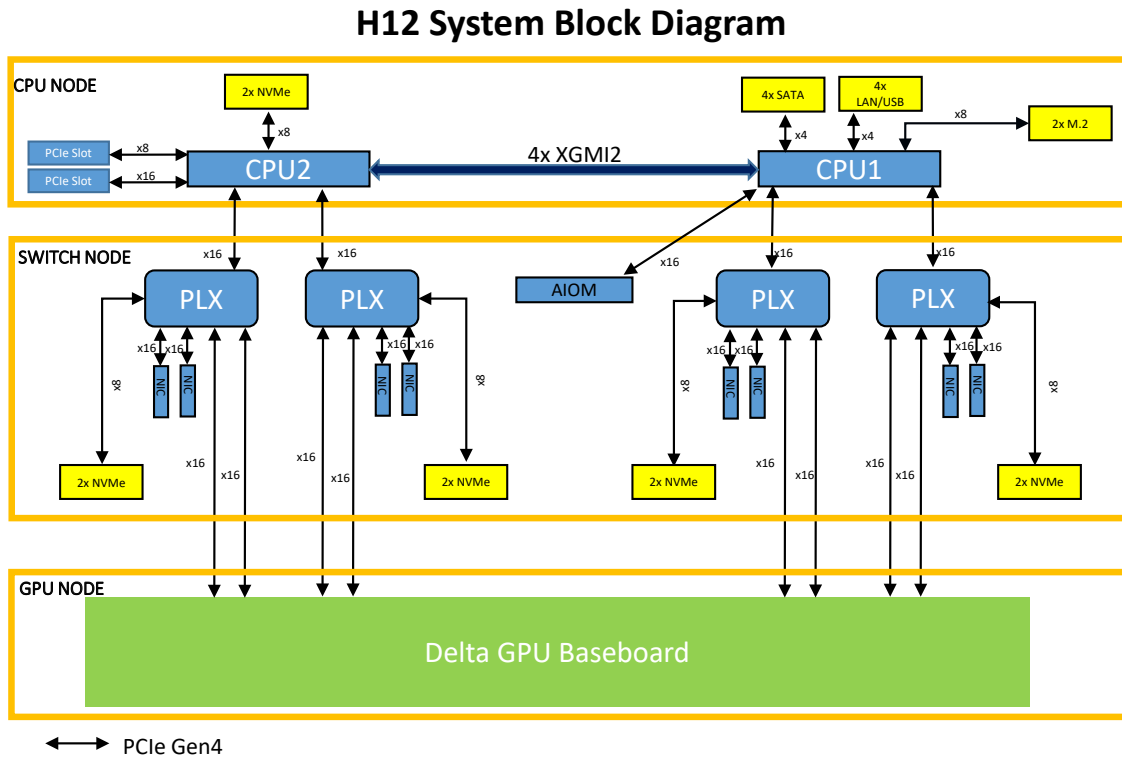 H12 System Block Diagram
CPU NODE
2x NVMe
4x SATA
4x
LAN/USB
2x M.2
x8
x4
x4
x8
PCIe Slot
x8
PCIe Slot
x16
CPU2
4x XGMI2
CPU1
SWITCH NODE
x16
x16
x16
x16
x16
PLX
PLX
AIOM
PLX
PLX
x16
x16
x16
x16
x16
x16
x16
x16
NIC
NIC
NIC
NIC
NIC
NIC
NIC
NIC
x8
x8
x8
x8
x16
x16
x16
x16
x16
x16
x16
x16
2x NVMe
2x NVMe
2x NVMe
2x NVMe
GPU NODE
Delta GPU Baseboard
PCIe Gen4